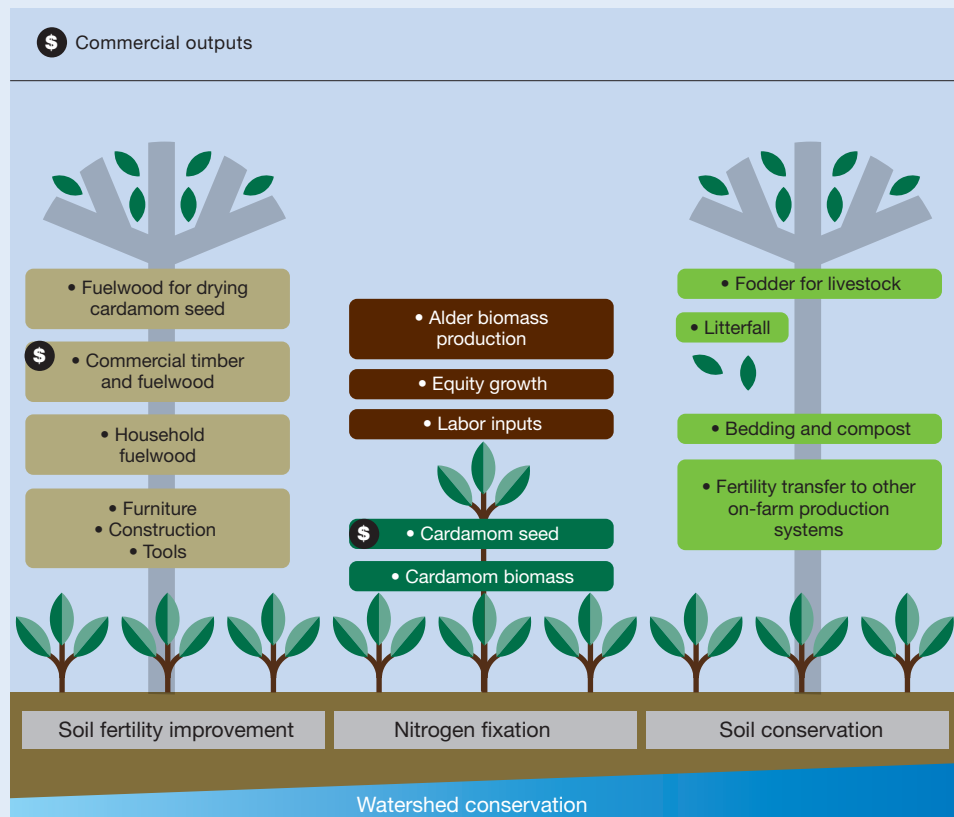 $ Commercial outputs
• Fuelwood for drying
cardamom seed
$
• Commercial timber
and fuelwood
• Household
fuelwood
• Furniture
• Construction
• Tools
• Alder biomass
production
• Equity growth
• Labor inputs
$ • Cardamom seed
• Cardamom biomass
• Fodder for livestock
• Litterfall
• Bedding and compost
• Fertility transfer to other
on-farm production
systems
Soil fertility improvement
Nitrogen fixation
Soil conservation
Watershed conservation